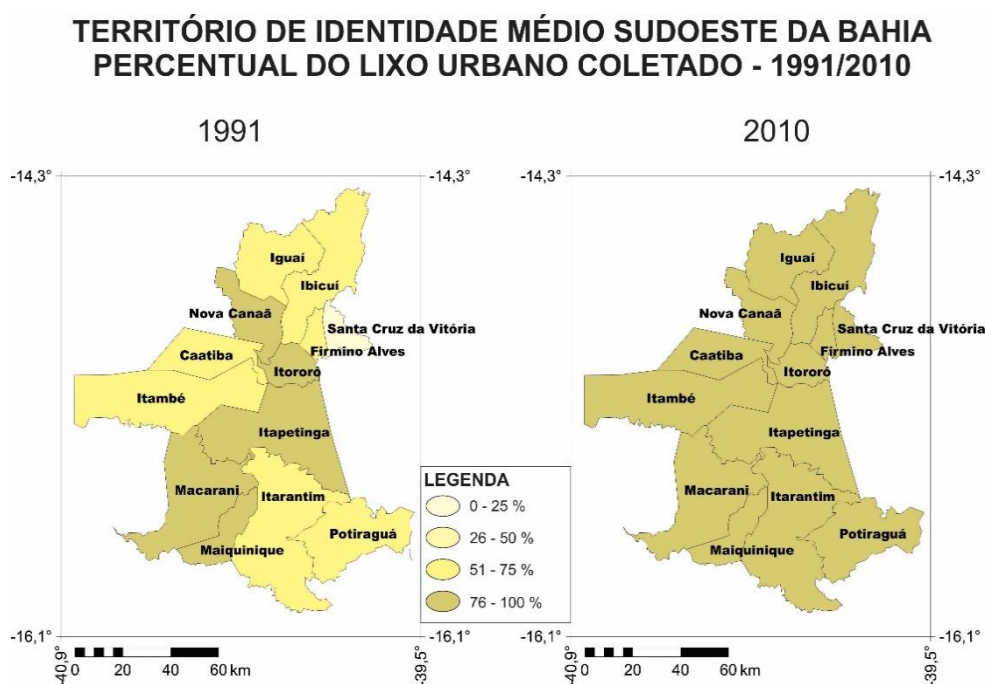 TERRITÓRIO DE IDENTIDADE MÉDIO SUDOESTE DA BAHIA
PERCENTUAL DO LIXO URBANO COLETADO - 1991/2010
1991
-14,3°
-14,3°
Iguaí
Ibicuí
Nova Canaã
Santa Cruz da Vitória
Firmino Alves
Caatiba
Itororó
Itambé
Itapetinga
Macarani
Itarantim
Potiraguá
Maiquinique
-16,1°
-16,1°
-40,9°
-39,5°
0 20 40 60 km
LEGENDA
0 - 25 %
26 - 50 %
51 - 75 %
76 - 100 %
2010
-14,3°
-14,3°
Iguaí
Ibicuí
Nova Canaã
Santa Cruz da Vitória
Firmino Alves
Caatiba
Itororó
Itambé
Itapetinga
Macarani
Itarantim
Potiraguá
Maiquinique
-16,1°
-16,1°
-40,9°
-39,5°
0 20 40 60 km